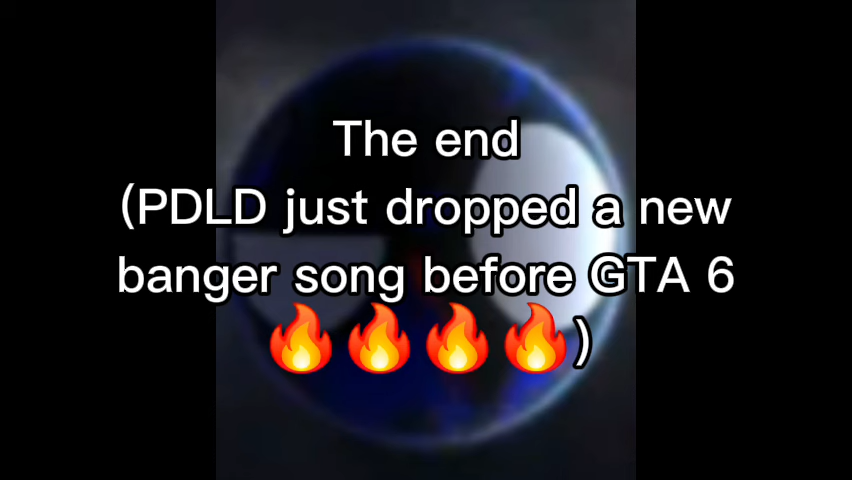 The end
(PDLD just dropped a new
banger song before GTA 6
🔥🔥🔥🔥)